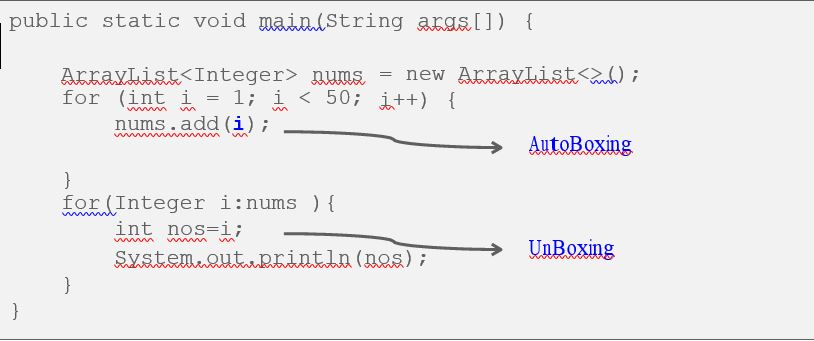 public static void main(String args[]) {
ArrayList<Integer> nums = new ArrayList<>();
for (int i = 1; i < 50; i++) {
nums.add(i);
AutoBoxing
}
for(Integer i:nums ){
int nos=i;
UnBoxing
System.out.println(nos);
}
}